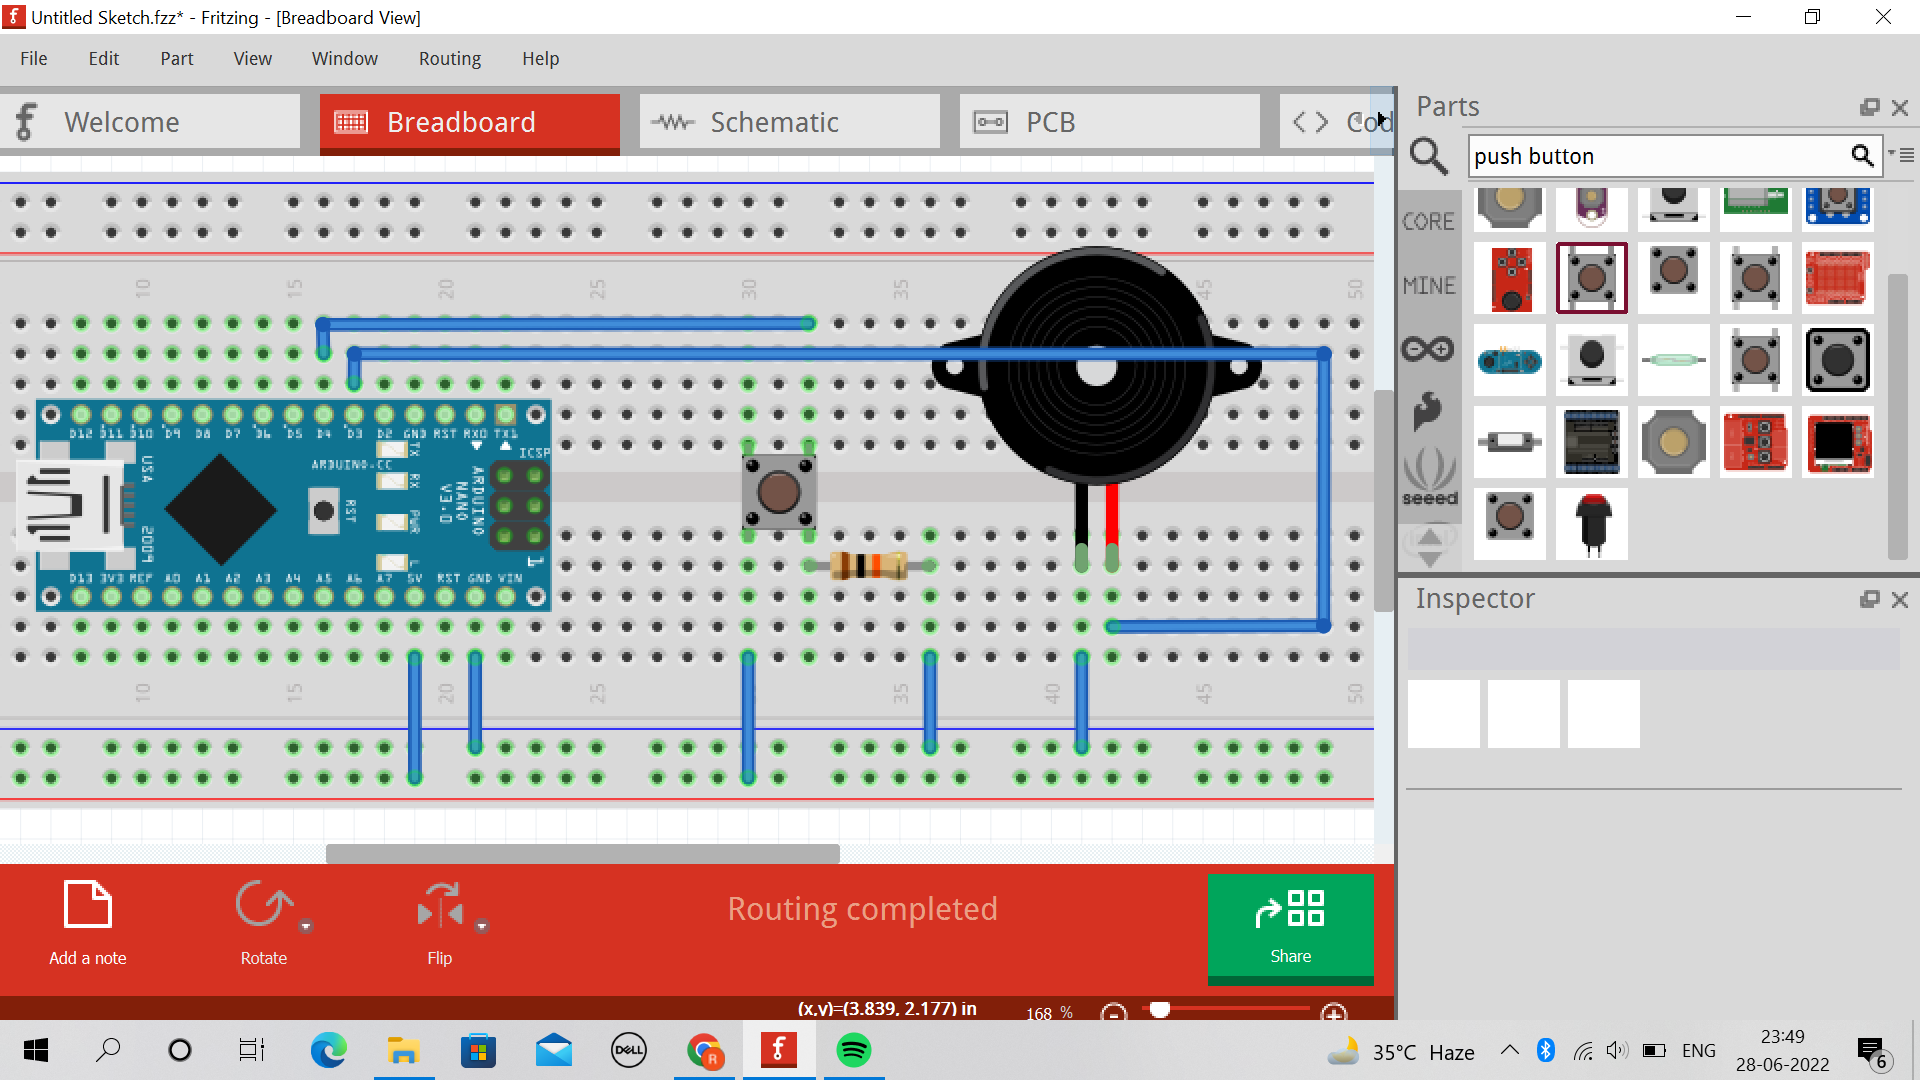 Untitled Sketch.fzz* - Fritzing - [Breadboard View]
File Edit Part View Window Routing Help
Welcome Breadboard Schematic PCB Cod
Parts
push button
CORE
MINE
seeed
10 15 20 25 30 35 45 50
D12 D11 D10 D9 D8 D7 D6 D5 D4 D3 D2 GND RST RX0 TX1
ICSP
ARDUINO.CC
USA
TX
RX
RST
PWR
L
ARDUINO
NANO
V3.0
2009
1
D13 3V3 REF A0 A1 A2 A3 A4 A5 A6 A7 5V RST GND VIN
10 15 20 25 35 40 45 50
Inspector
Add a note
Rotate
Flip
Routing completed
Share
(x,y)=(3.839, 2.177) in
168 %
DELL
R
35°C Haze
ENG
23:49
28-06-2022
6